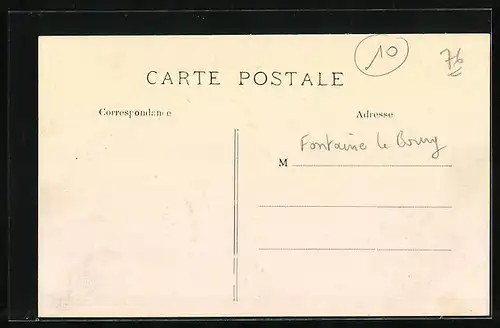 10
76
CARTE POSTALE
Correspondance
Adresse
Fontaine le Bourg
M